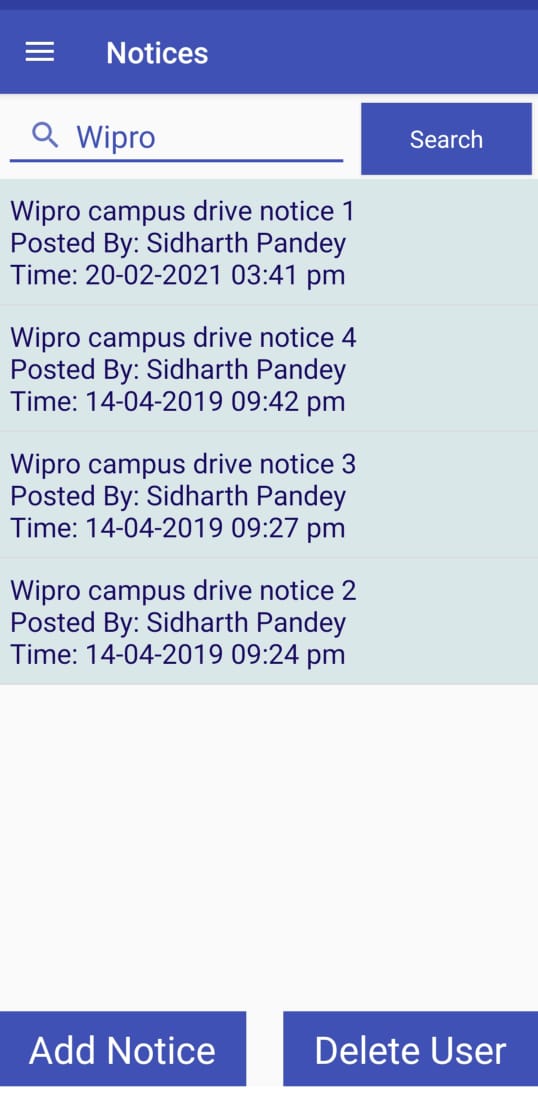 Notices
Wipro
Search
Wipro campus drive notice 1
Posted By: Sidharth Pandey
Time: 20-02-2021 03:41 pm
Wipro campus drive notice 4
Posted By: Sidharth Pandey
Time: 14-04-2019 09:42 pm
Wipro campus drive notice 3
Posted By: Sidharth Pandey
Time: 14-04-2019 09:27 pm
Wipro campus drive notice 2
Posted By: Sidharth Pandey
Time: 14-04-2019 09:24 pm
Add Notice
Delete User